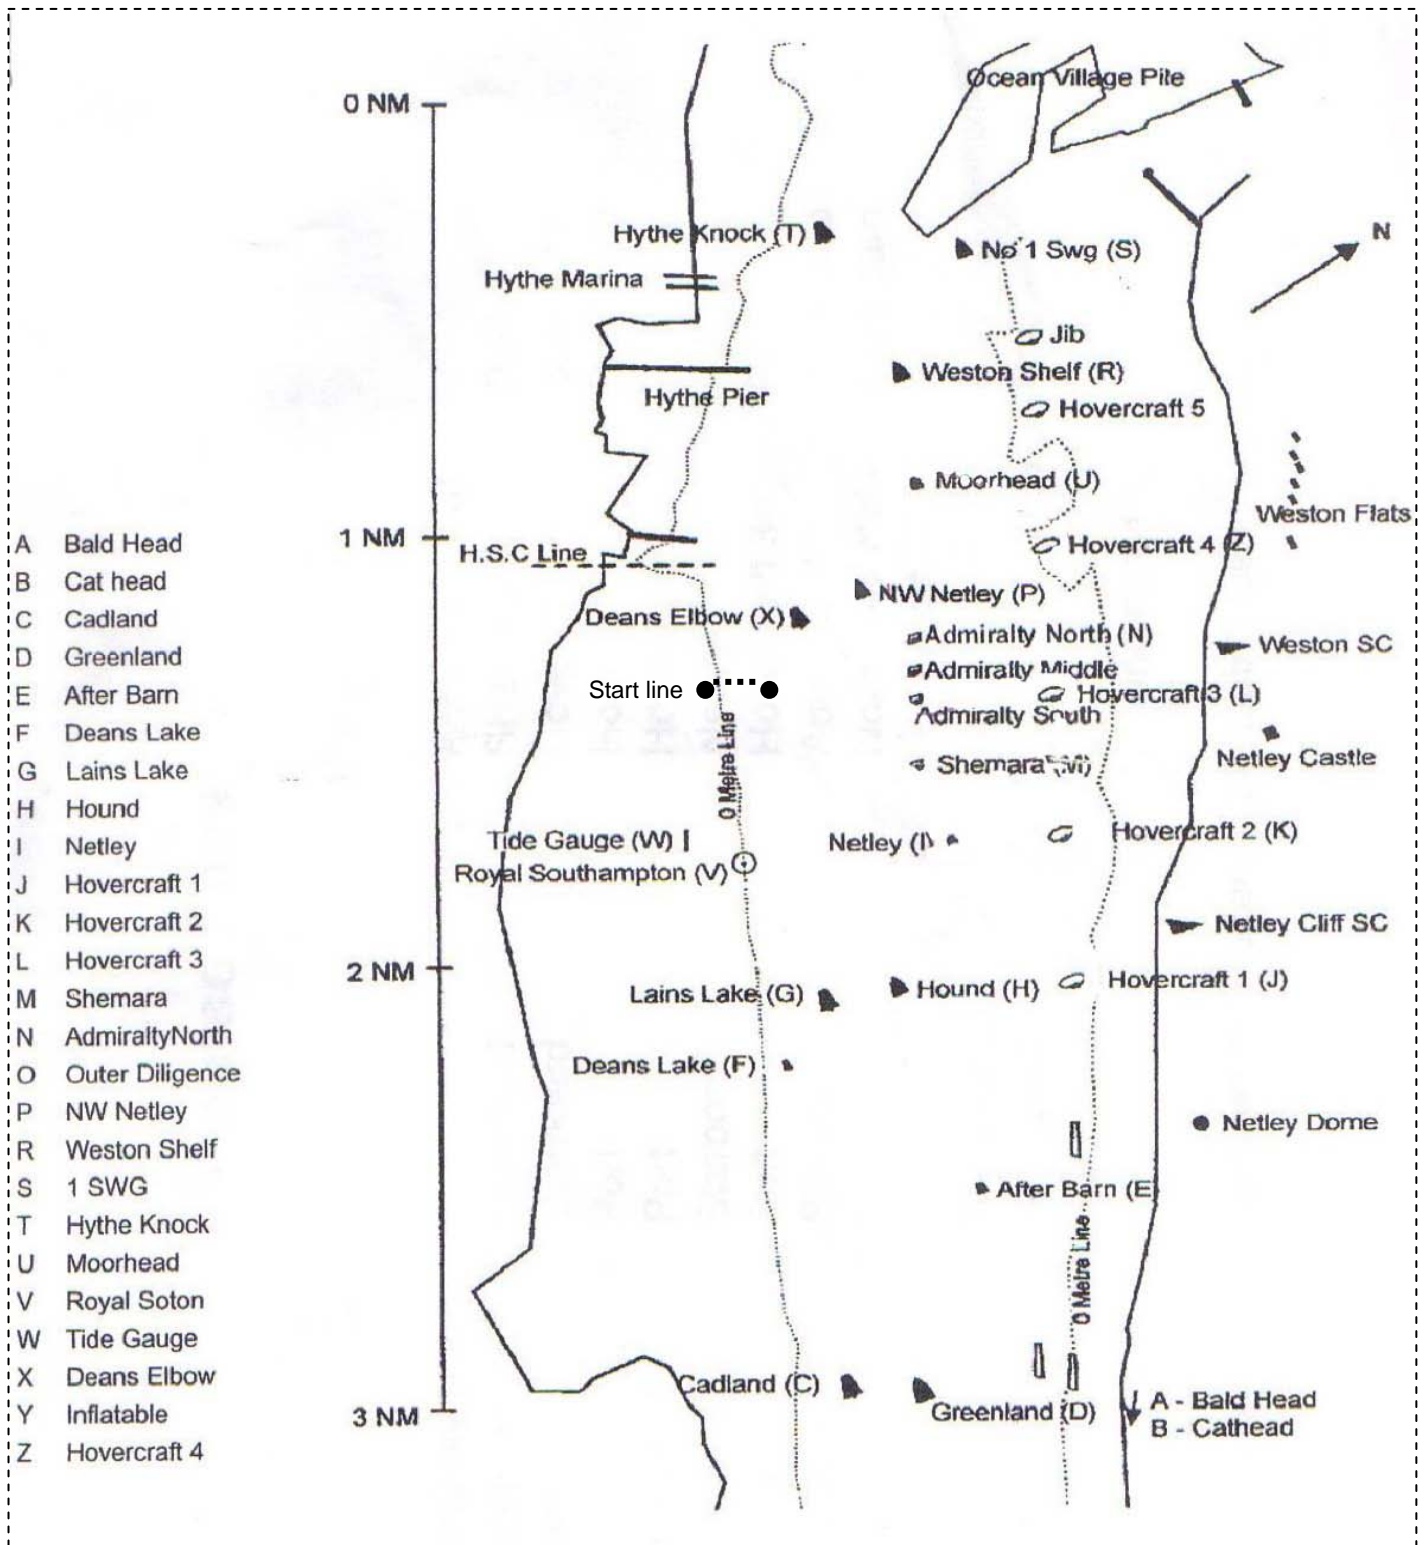 Ocean Village Pile
0 NM
Hythe Knock (T)
N
No 1 Swg (S)
Hythe Marina
Jib
Weston Shelf (R)
Hythe Pier
Hovercraft 5
Moorhead (U)
Weston Flats
1 NM
H.S.C Line
Hovercraft 4 (Z)
NW Netley (P)
Deans Elbow (X)
Admiralty North (N)
Weston SC
Admiralty Middle
Start line
Hovercraft 3 (L)
Admiralty South
0 Metre Line
Netley Castle
Shemara (M)
Tide Gauge (W)
Netley (I)
Hovercraft 2 (K)
Royal Southampton (V)
Netley Cliff SC
2 NM
Lains Lake (G)
Hound (H)
Hovercraft 1 (J)
Deans Lake (F)
Netley Dome
After Barn (E)
0 Metre Line
Cadland (C)
3 NM
Greenland (D)
A - Bald Head
B - Cathead
A Bald Head
B Cat head
C Cadland
D Greenland
E After Barn
F Deans Lake
G Lains Lake
H Hound
I Netley
J Hovercraft 1
K Hovercraft 2
L Hovercraft 3
M Shemara
N AdmiraltyNorth
O Outer Diligence
P NW Netley
R Weston Shelf
S 1 SWG
T Hythe Knock
U Moorhead
V Royal Soton
W Tide Gauge
X Deans Elbow
Y Inflatable
Z Hovercraft 4